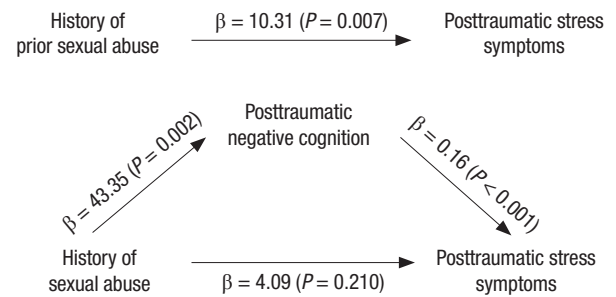 History of
prior sexual abuse
β = 10.31 (P = 0.007)
Posttraumatic stress
symptoms
Posttraumatic
negative cognition
β = 43.35 (P = 0.002)
β = 0.16 (P < 0.001)
History of
sexual abuse
β = 4.09 (P = 0.210)
Posttraumatic stress
symptoms